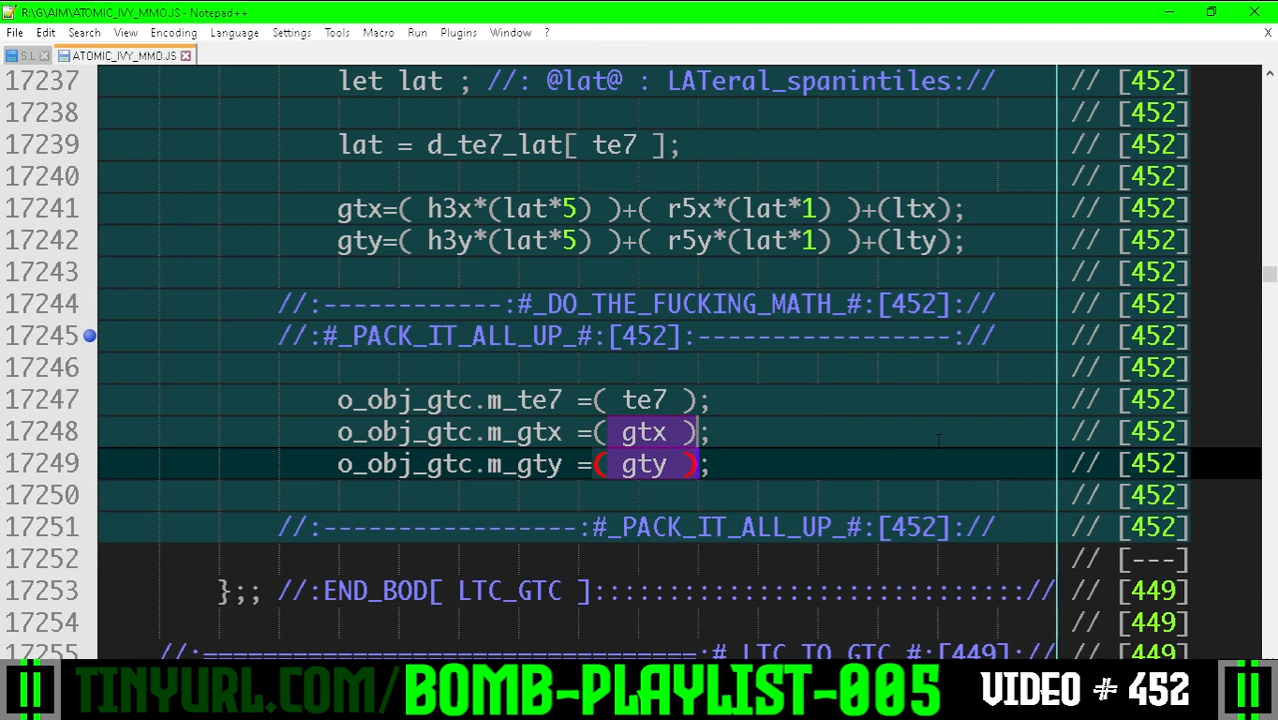 R:\G\AIM\ATOMIC_IVY_MMO.JS - Notepad++
File Edit Search View Encoding Language Settings Tools Macro Run Plugins Window ? X
S.L ATOMIC_IVY_MMO.JS
17237 let lat ; //: @lat@ : LATeral_spanintiles:// // [452]
17238 // [452]
17239 lat = d_te7_lat[ te7 ]; // [452]
17240 // [452]
17241 gtx=( h3x*(lat*5) )+( r5x*(lat*1) )+(ltx); // [452]
17242 gty=( h3y*(lat*5) )+( r5y*(lat*1) )+(lty); // [452]
17243 // [452]
17244 //:------------:#_DO_THE_FUCKING_MATH_#:[452]:// // [452]
17245 //:#_PACK_IT_ALL_UP_#:[452]:-----------------:// // [452]
17246 // [452]
17247 o_obj_gtc.m_te7 =( te7 ); // [452]
17248 o_obj_gtc.m_gtx =( gtx ); // [452]
17249 o_obj_gtc.m_gty =( gty ); // [452]
17250 // [452]
17251 //:-----------------:#_PACK_IT_ALL_UP_#:[452]:// // [452]
17252 // [---]
17253 };; //:END_BOD[ LTC_GTC ]::::::::::::::::::::::::::::::// // [449]
17254 // [449]
17255 //:=================================:#_LTC_TO_GTC_#:[449]:// // [449]
TINYURL.COM/BOMB-PLAYLIST-005 VIDEO # 452